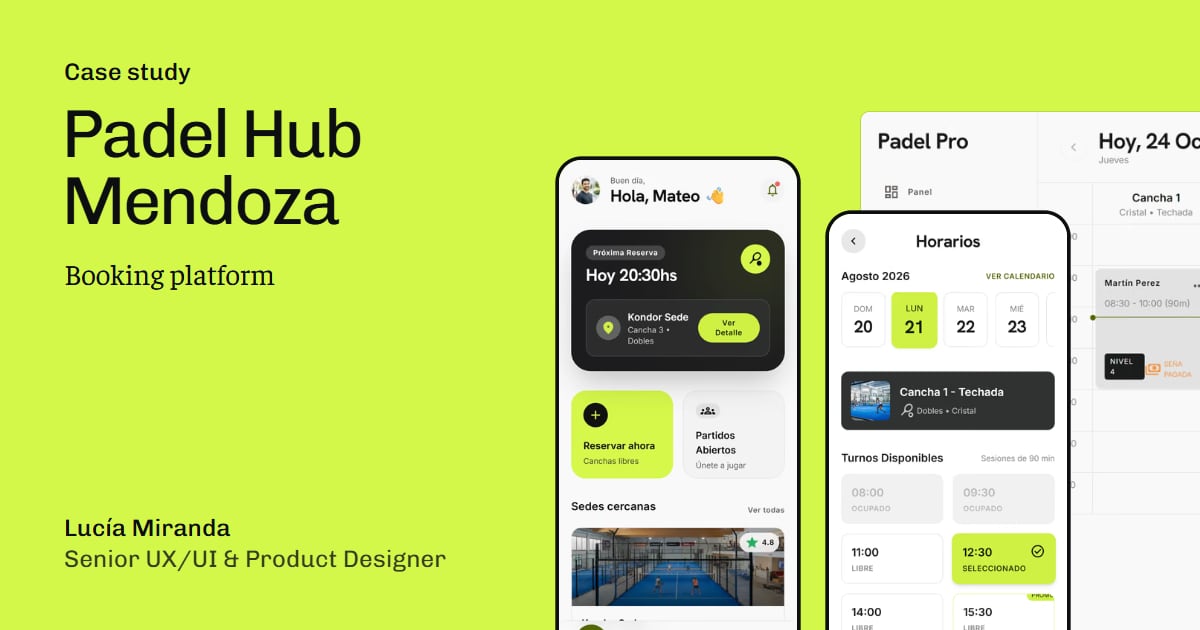 Case study
Padel Hub
Mendoza
Booking platform
Lucía Miranda
Senior UX/UI & Product Designer
Buen día,
Hola, Mateo 👋
Próxima Reserva
Hoy 20:30hs
Kondor Sede
Cancha 3 •
Dobles
Ver
Detalle
Reservar ahora
Canchas libres
Partidos
Abiertos
Únete a jugar
Sedes cercanas
Ver todas
4.8
Horarios
Agosto 2026
VER CALENDARIO
DOM
20
LUN
21
MAR
22
MIÉ
23
Cancha 1 - Techada
Dobles • Cristal
Turnos Disponibles
Sesiones de 90 min
08:00
OCUPADO
09:30
OCUPADO
11:00
LIBRE
12:30
SELECCIONADO
14:00
LIBRE
15:30
LIBRE
Padel Pro
Panel
Hoy, 24 Oc
Jueves
Cancha 1
Cristal • Techada
Martín Perez
08:30 - 10:00 (90m)
NIVEL
4
SEÑA
PAGADA